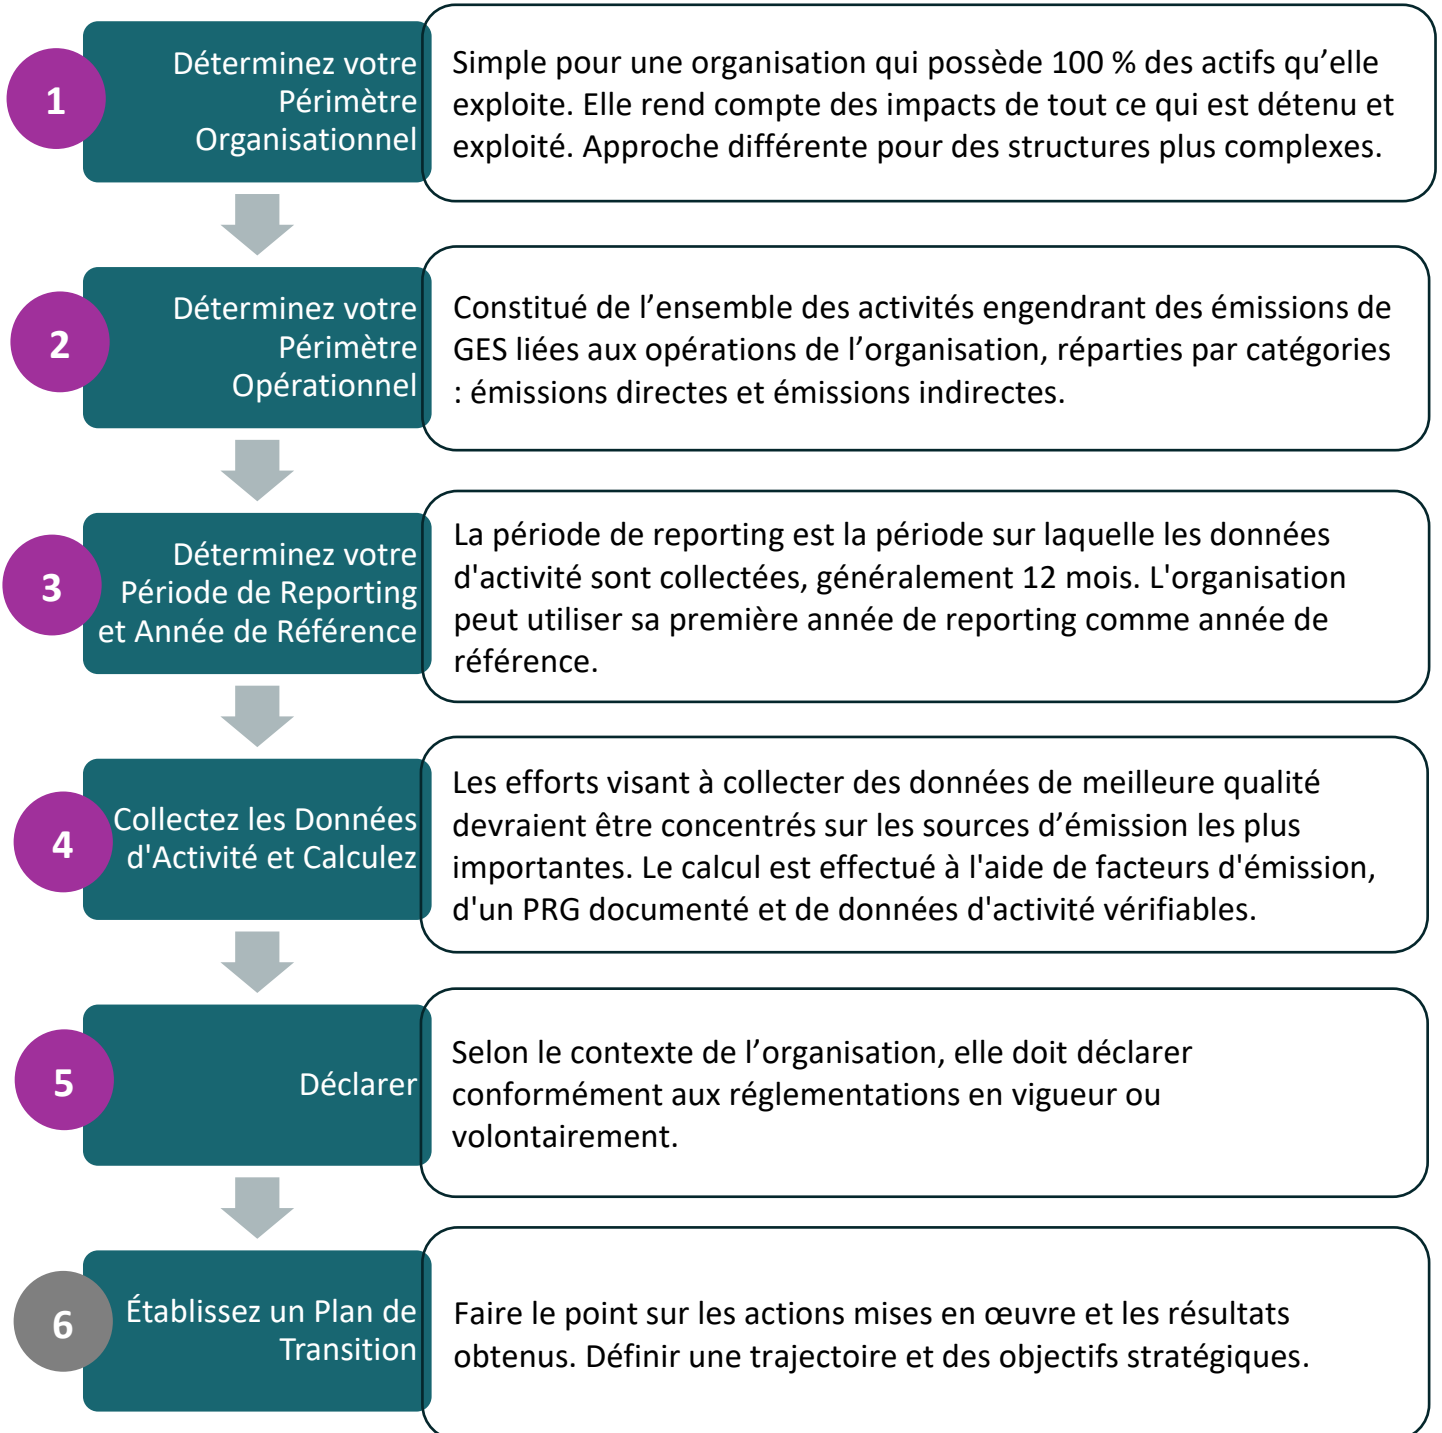 1
Déterminez votre
Périmètre
Organisationnel
Simple pour une organisation qui possède 100 % des actifs qu’elle
exploite. Elle rend compte des impacts de tout ce qui est détenu et
exploité. Approche différente pour des structures plus complexes.
2
Déterminez votre
Périmètre
Opérationnel
Constitué de l’ensemble des activités engendrant des émissions de
GES liées aux opérations de l’organisation, réparties par catégories
: émissions directes et émissions indirectes.
3
Déterminez votre
Période de Reporting
et Année de Référence
La période de reporting est la période sur laquelle les données
d'activité sont collectées, généralement 12 mois. L'organisation
peut utiliser sa première année de reporting comme année de
référence.
4
Collectez les Données
d'Activité et Calculez
Les efforts visant à collecter des données de meilleure qualité
devraient être concentrés sur les sources d’émission les plus
importantes. Le calcul est effectué à l'aide de facteurs d'émission,
d'un PRG documenté et de données d'activité vérifiables.
5
Déclarer
Selon le contexte de l’organisation, elle doit déclarer
conformément aux réglementations en vigueur ou
volontairement.
6
Établissez un Plan de
Transition
Faire le point sur les actions mises en œuvre et les résultats
obtenus. Définir une trajectoire et des objectifs stratégiques.